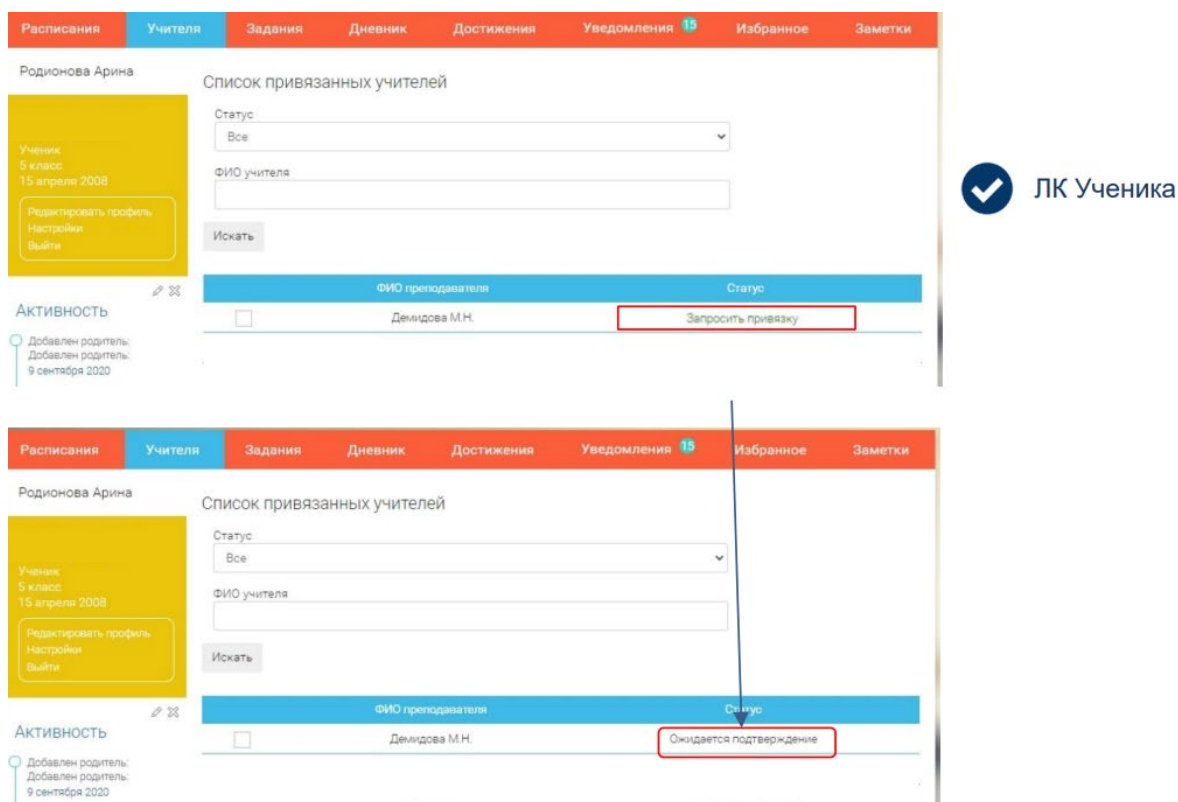 Расписания Учителя Задания Дневник Достижения Уведомления 15 Избранное Заметки
Родионова Арина
Список привязанных учителей
Статус
Все
Ученик
5 класс
15 апреля 2008
ФИО учителя
Редактировать профиль
Настройки
Выйти
Искать
ФИО преподавателя Статус
Активность
Демидова М.Н. Запросить привязку
Добавлен родитель:
Добавлен родитель:
9 сентября 2020
ЛК Ученика
Расписания Учителя Задания Дневник Достижения Уведомления 15 Избранное Заметки
Родионова Арина
Список привязанных учителей
Статус
Все
Ученик
5 класс
15 апреля 2008
ФИО учителя
Редактировать профиль
Настройки
Выйти
Искать
ФИО преподавателя Статус
Активность
Демидова М.Н. Ожидается подтверждение
Добавлен родитель:
Добавлен родитель:
9 сентября 2020